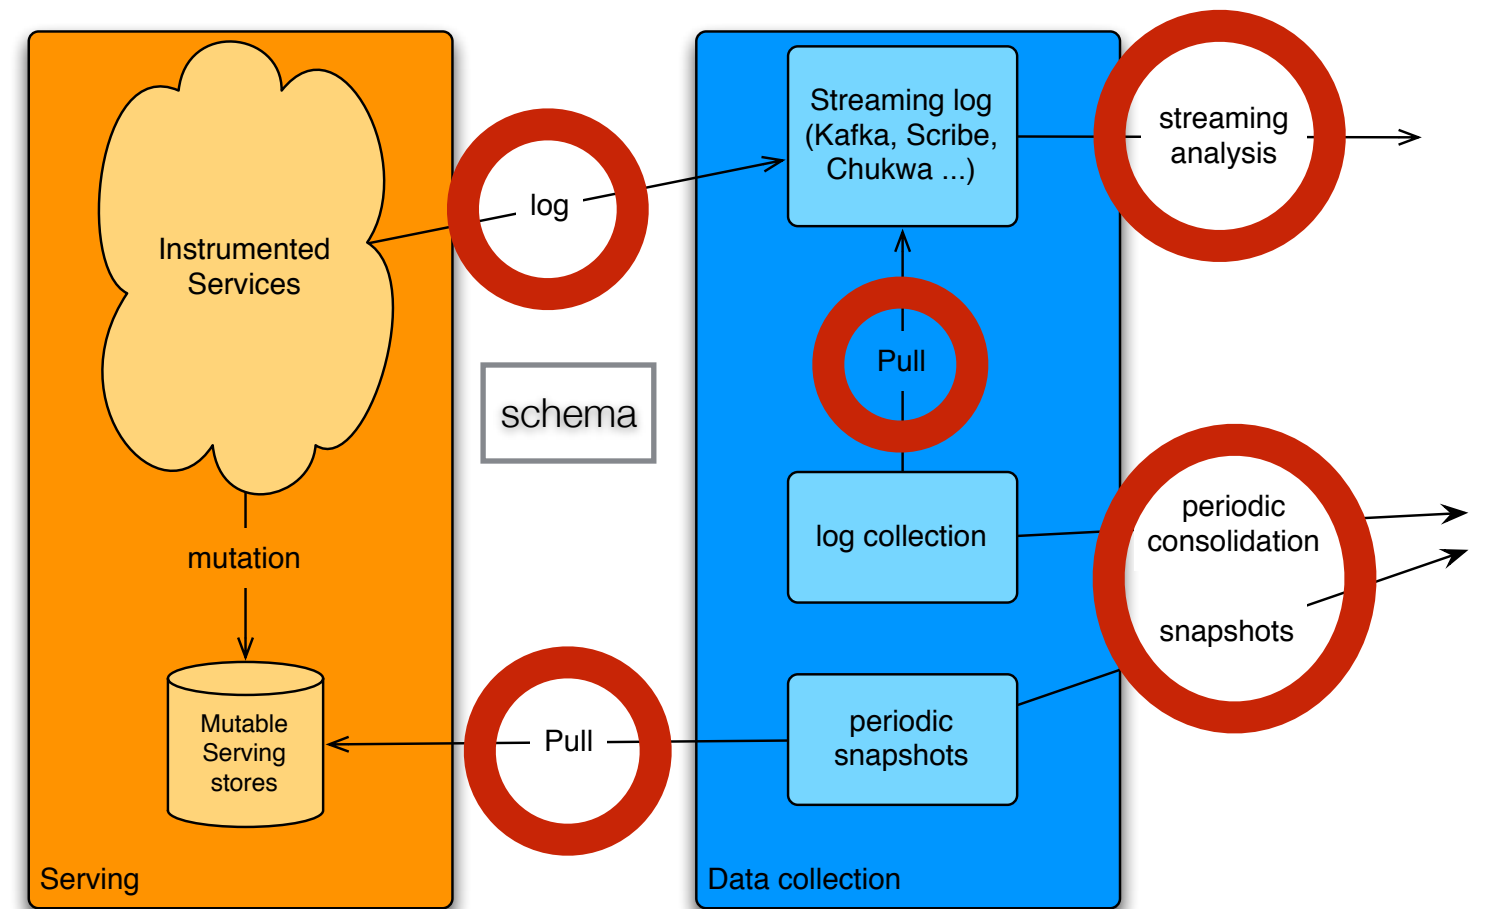 Instrumented
Services
mutation
Mutable
Serving
stores
Serving
log
schema
Pull
Streaming log
(Kafka, Scribe,
Chukwa ...)
Pull
log collection
periodic
snapshots
Data collection
streaming
analysis
periodic
consolidation
snapshots